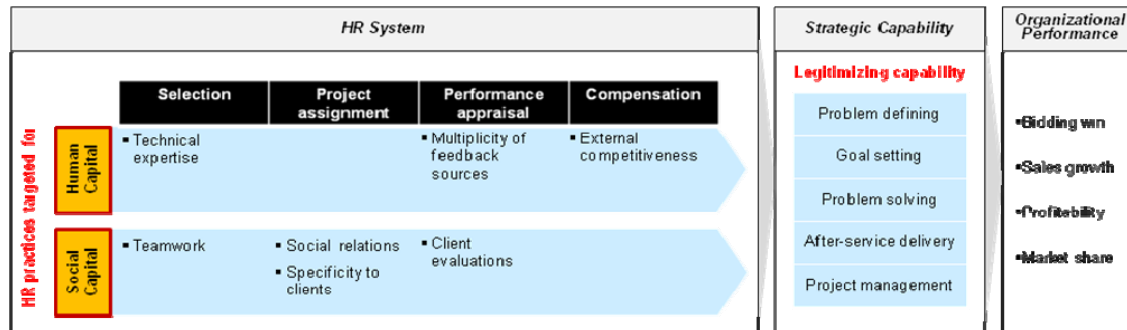 HR System
Strategic Capability
Organizational
Performance
HR practices targeted for
Selection
Project
assignment
Performance
appraisal
Compensation
Human
Capital
▪ Technical
expertise
▪ Multiplicity of
feedback
sources
▪ External
competitiveness
Social
Capital
▪ Teamwork
▪ Social relations
▪ Specificity to
clients
▪ Client
evaluations
Legitimizing capability
Problem defining
Goal setting
Problem solving
After-service delivery
Project management
▪Bidding win
▪Sales growth
▪Profitability
▪Market share